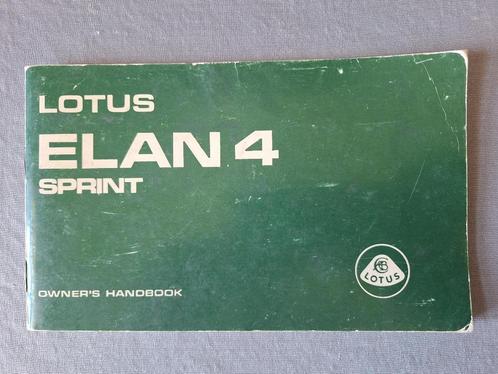 LOTUS
ELAN 4
SPRINT
OWNER'S HANDBOOK
LOTUS